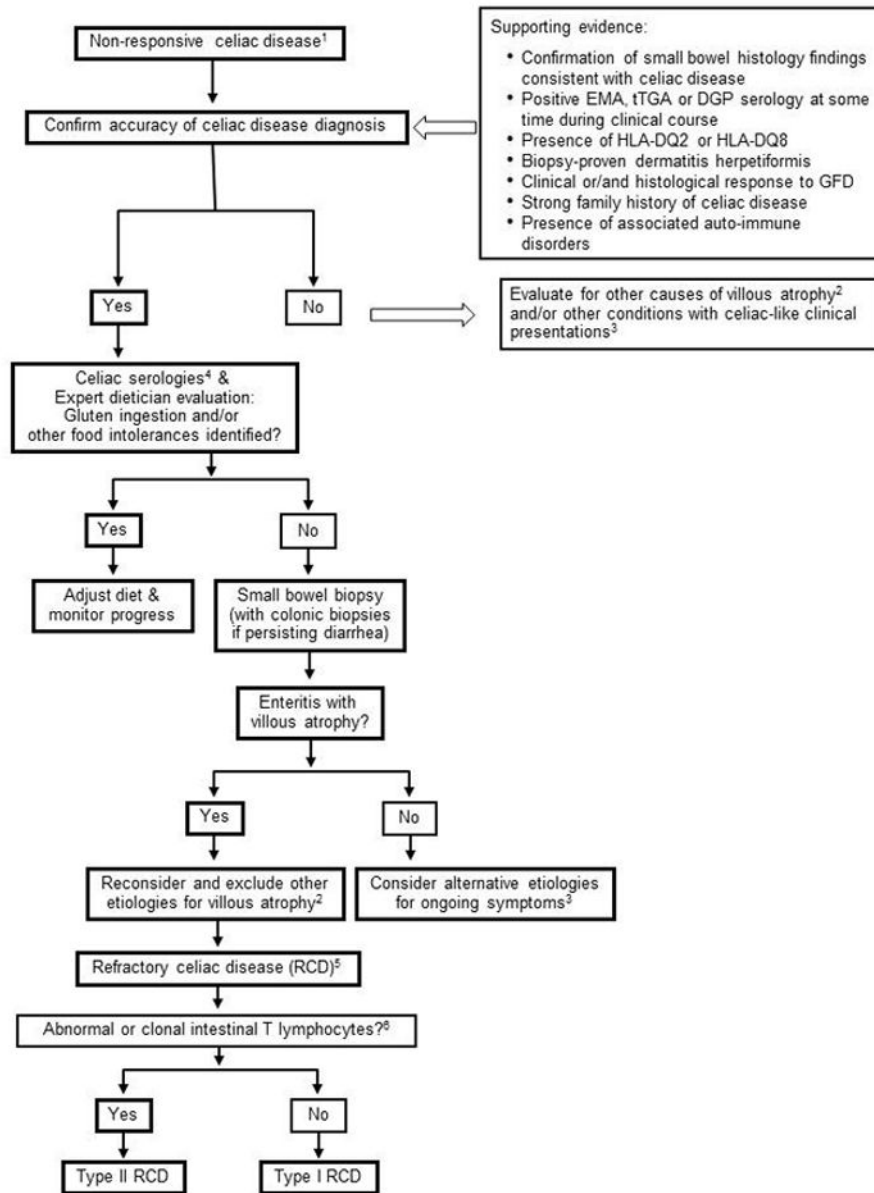 Non-responsive celiac disease¹
Supporting evidence:
• Confirmation of small bowel histology findings
consistent with celiac disease
• Positive EMA, tTGA or DGP serology at some
time during clinical course
• Presence of HLA-DQ2 or HLA-DQ8
• Biopsy-proven dermatitis herpetiformis
• Clinical or/and histological response to GFD
• Strong family history of celiac disease
• Presence of associated auto-immune
disorders
Confirm accuracy of celiac disease diagnosis
Yes
No
Evaluate for other causes of villous atrophy²
and/or other conditions with celiac-like clinical
presentations³
Celiac serologies⁴ &
Expert dietician evaluation:
Gluten ingestion and/or
other food intolerances identified?
Yes
No
Adjust diet &
monitor progress
Small bowel biopsy
(with colonic biopsies
if persisting diarrhea)
Enteritis with
villous atrophy?
Yes
No
Reconsider and exclude other
etiologies for villous atrophy²
Consider alternative etiologies
for ongoing symptoms³
Refractory celiac disease (RCD)⁵
Abnormal or clonal intestinal T lymphocytes?⁶
Yes
No
Type II RCD
Type I RCD